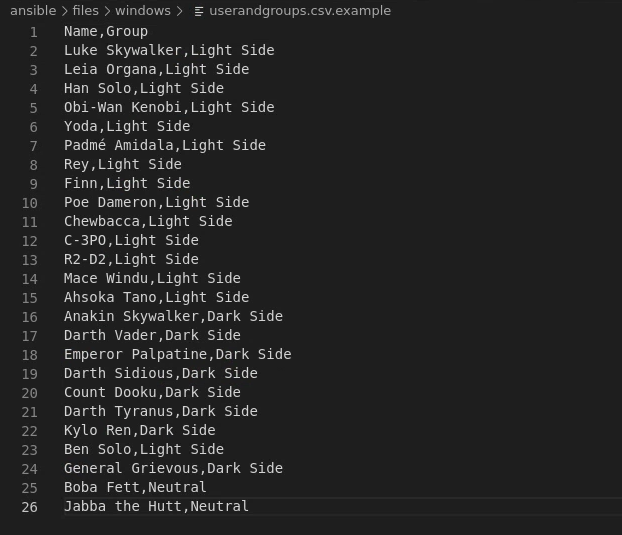 ansible > files > windows > userandgroups.csv.example
1 Name,Group
2 Luke Skywalker,Light Side
3 Leia Organa,Light Side
4 Han Solo,Light Side
5 Obi-Wan Kenobi,Light Side
6 Yoda,Light Side
7 Padmé Amidala,Light Side
8 Rey,Light Side
9 Finn,Light Side
10 Poe Dameron,Light Side
11 Chewbacca,Light Side
12 C-3PO,Light Side
13 R2-D2,Light Side
14 Mace Windu,Light Side
15 Ahsoka Tano,Light Side
16 Anakin Skywalker,Dark Side
17 Darth Vader,Dark Side
18 Emperor Palpatine,Dark Side
19 Darth Sidious,Dark Side
20 Count Dooku,Dark Side
21 Darth Tyranus,Dark Side
22 Kylo Ren,Dark Side
23 Ben Solo,Light Side
24 General Grievous,Dark Side
25 Boba Fett,Neutral
26 Jabba the Hutt,Neutral